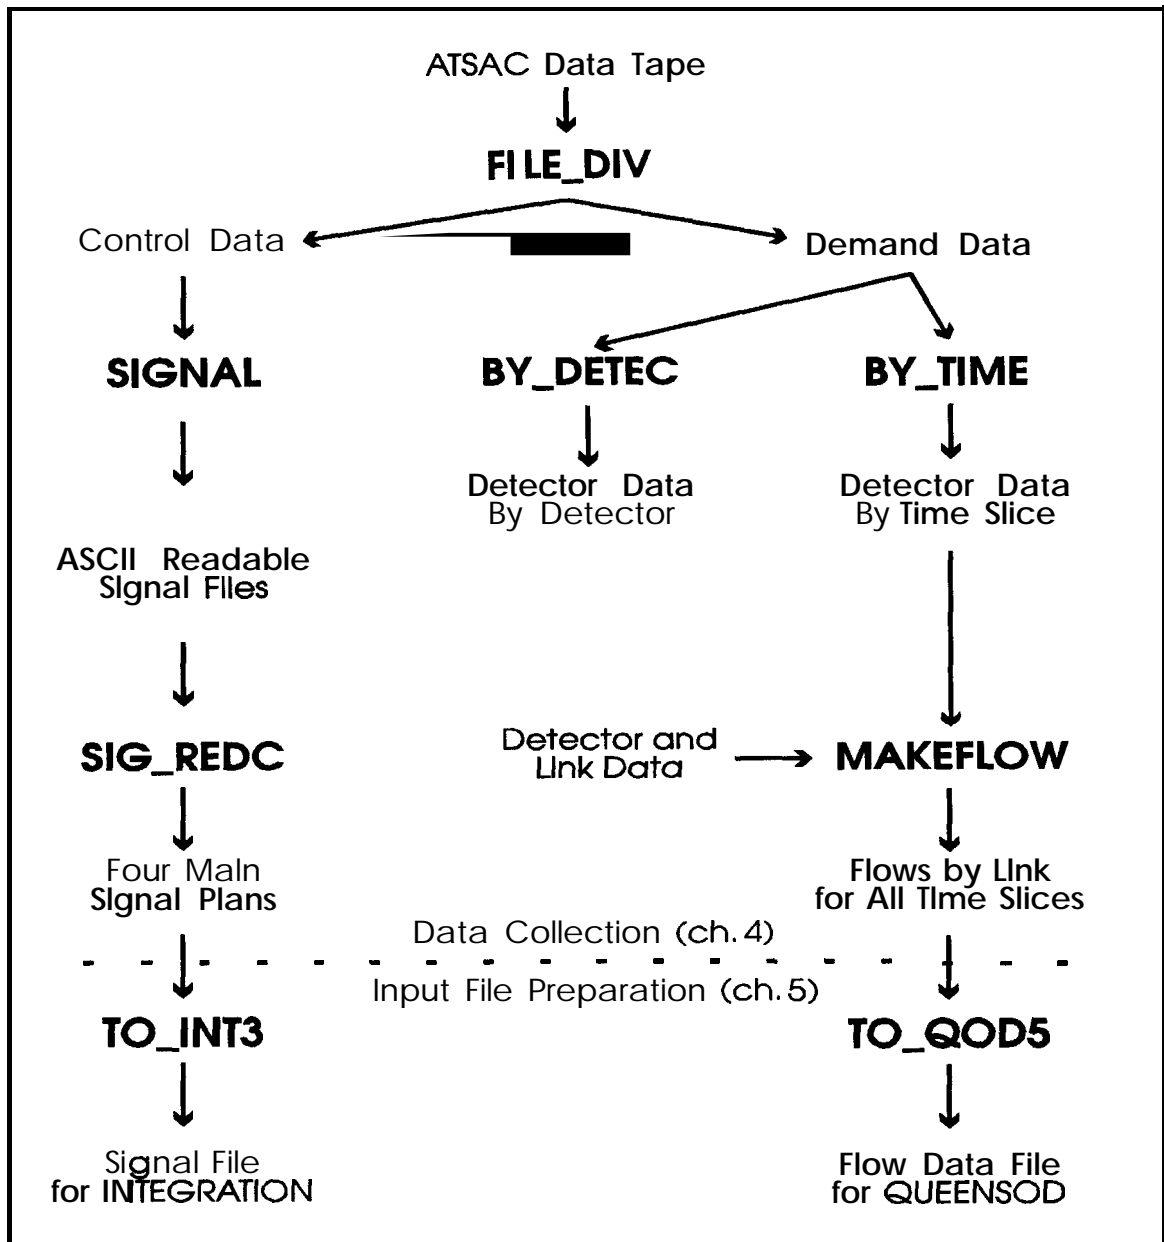 ATSAC Data Tape
FILE_DIV
Control Data
Demand Data
SIGNAL
BY_DETEC
BY_TIME
Detector Data
By Detector
Detector Data
By Time Slice
ASCII Readable
Signal Files
SIG_REDC
Detector and
Link Data
MAKEFLOW
Four Main
Signal Plans
Flows by Link
for All Time Slices
Data Collection (ch. 4)
Input File Preparation (ch. 5)
TO_INT3
TO_QOD5
Signal File
for INTEGRATION
Flow Data File
for QUEENSOD